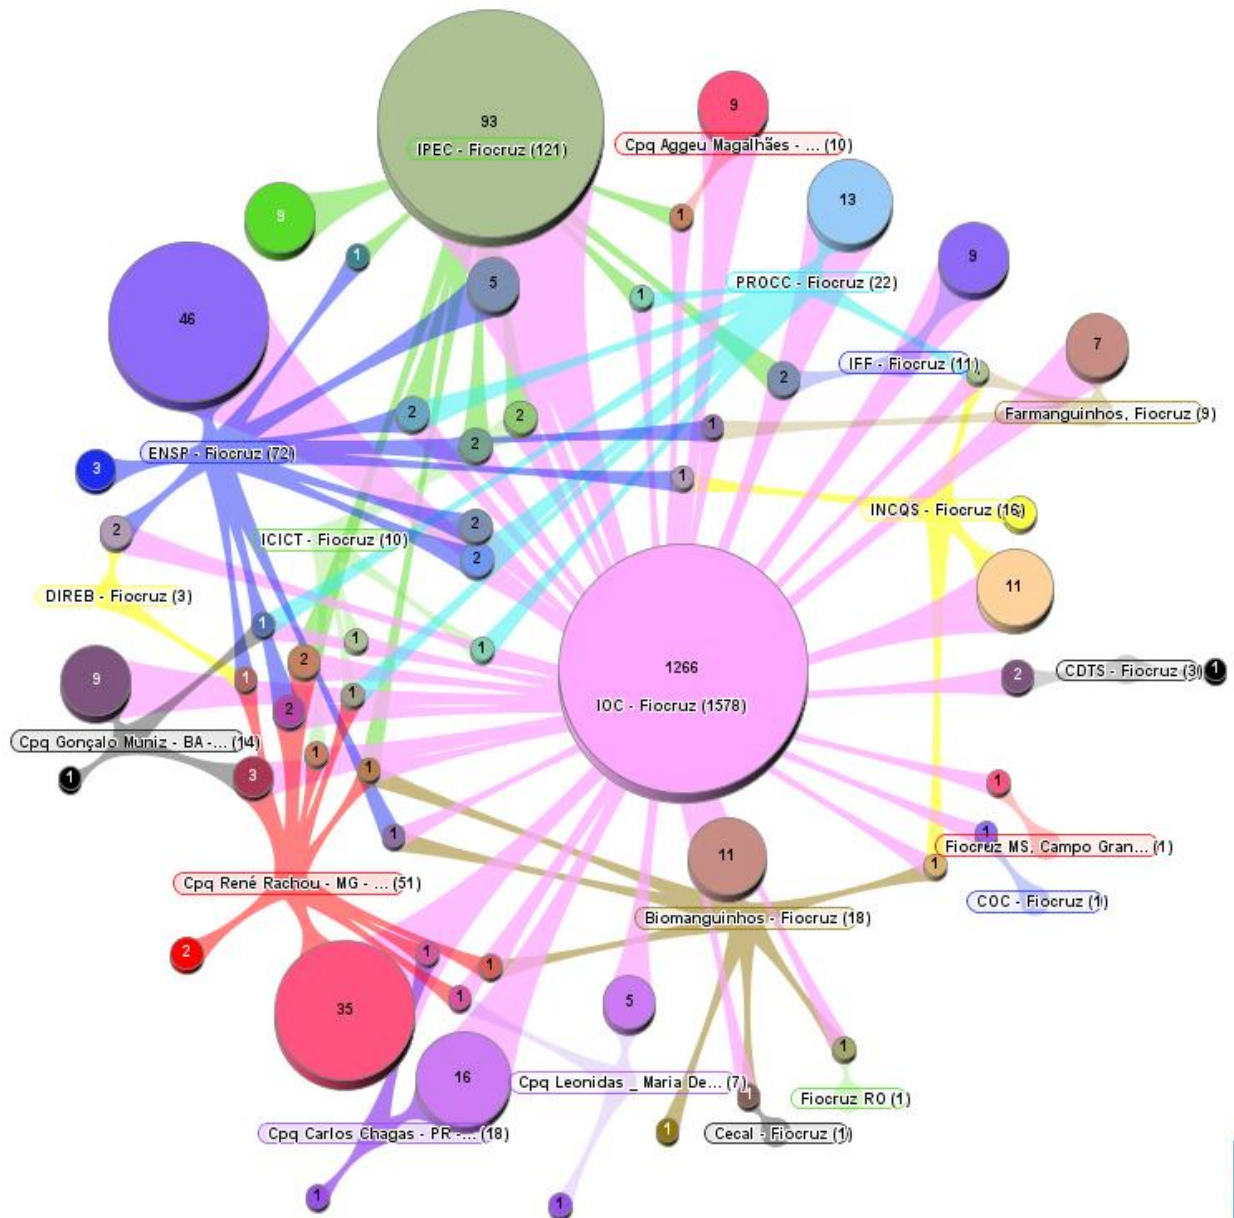 93
IPEC - Fiocruz (121)
9
Cpq Aggeu Magalhães - ... (10)
9
1
13
46
1
5
1
PROCC - Fiocruz (22)
9
2
IFF - Fiocruz (11)
7
Farmanguinhos, Fiocruz (9)
2
2
2
1
3
ENSP - Fiocruz (72)
1
INCQS - Fiocruz (16)
2
2
2
ICICT - Fiocruz (10)
DIREB - Fiocruz (3)
11
1
1
1
9
1
2
1
2
1266
IOC - Fiocruz (1578)
2
CDTS - Fiocruz (3)
1
Cpq Gonçalo Muniz - BA -... (14)
1
3
1
1
1
1
1
Fiocruz MS, Campo Gran... (1)
1
11
Cpq René Rachou - MG - ... (51)
COC - Fiocruz (1)
Biomanguinhos - Fiocruz (18)
2
1
1
1
35
5
16
1
Cpq Leonidas _ Maria De... (7)
1
Fiocruz RO (1)
1
Cpq Carlos Chagas - PR -... (18)
Cecal - Fiocruz (1)
1
1